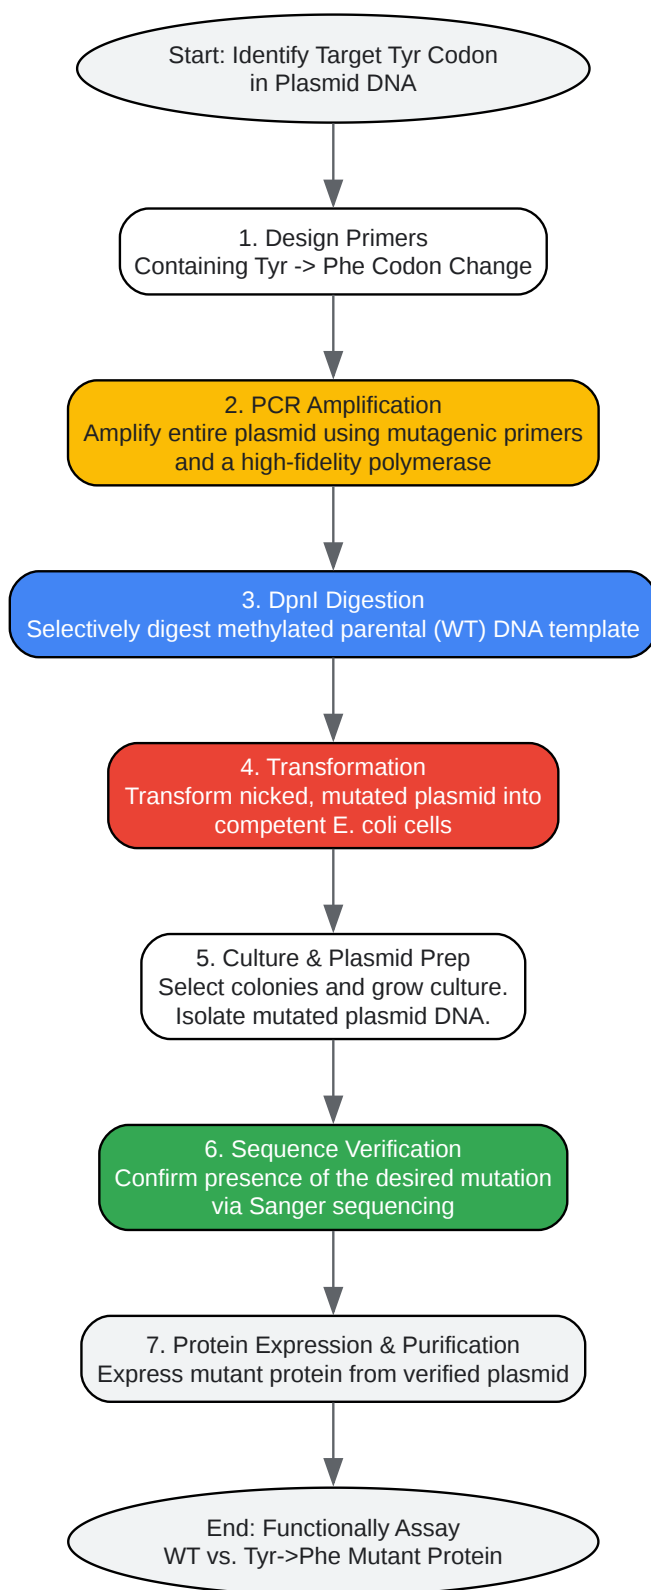 Start: Identify Target Tyr Codon
in Plasmid DNA
1. Design Primers
Containing Tyr -> Phe Codon Change
2. PCR Amplification
Amplify entire plasmid using mutagenic primers
and a high-fidelity polymerase
3. DpnI Digestion
Selectively digest methylated parental (WT) DNA template
4. Transformation
Transform nicked, mutated plasmid into
competent E. coli cells
5. Culture & Plasmid Prep
Select colonies and grow culture.
Isolate mutated plasmid DNA.
6. Sequence Verification
Confirm presence of the desired mutation
via Sanger sequencing
7. Protein Expression & Purification
Express mutant protein from verified plasmid
End: Functionally Assay
WT vs. Tyr->Phe Mutant Protein